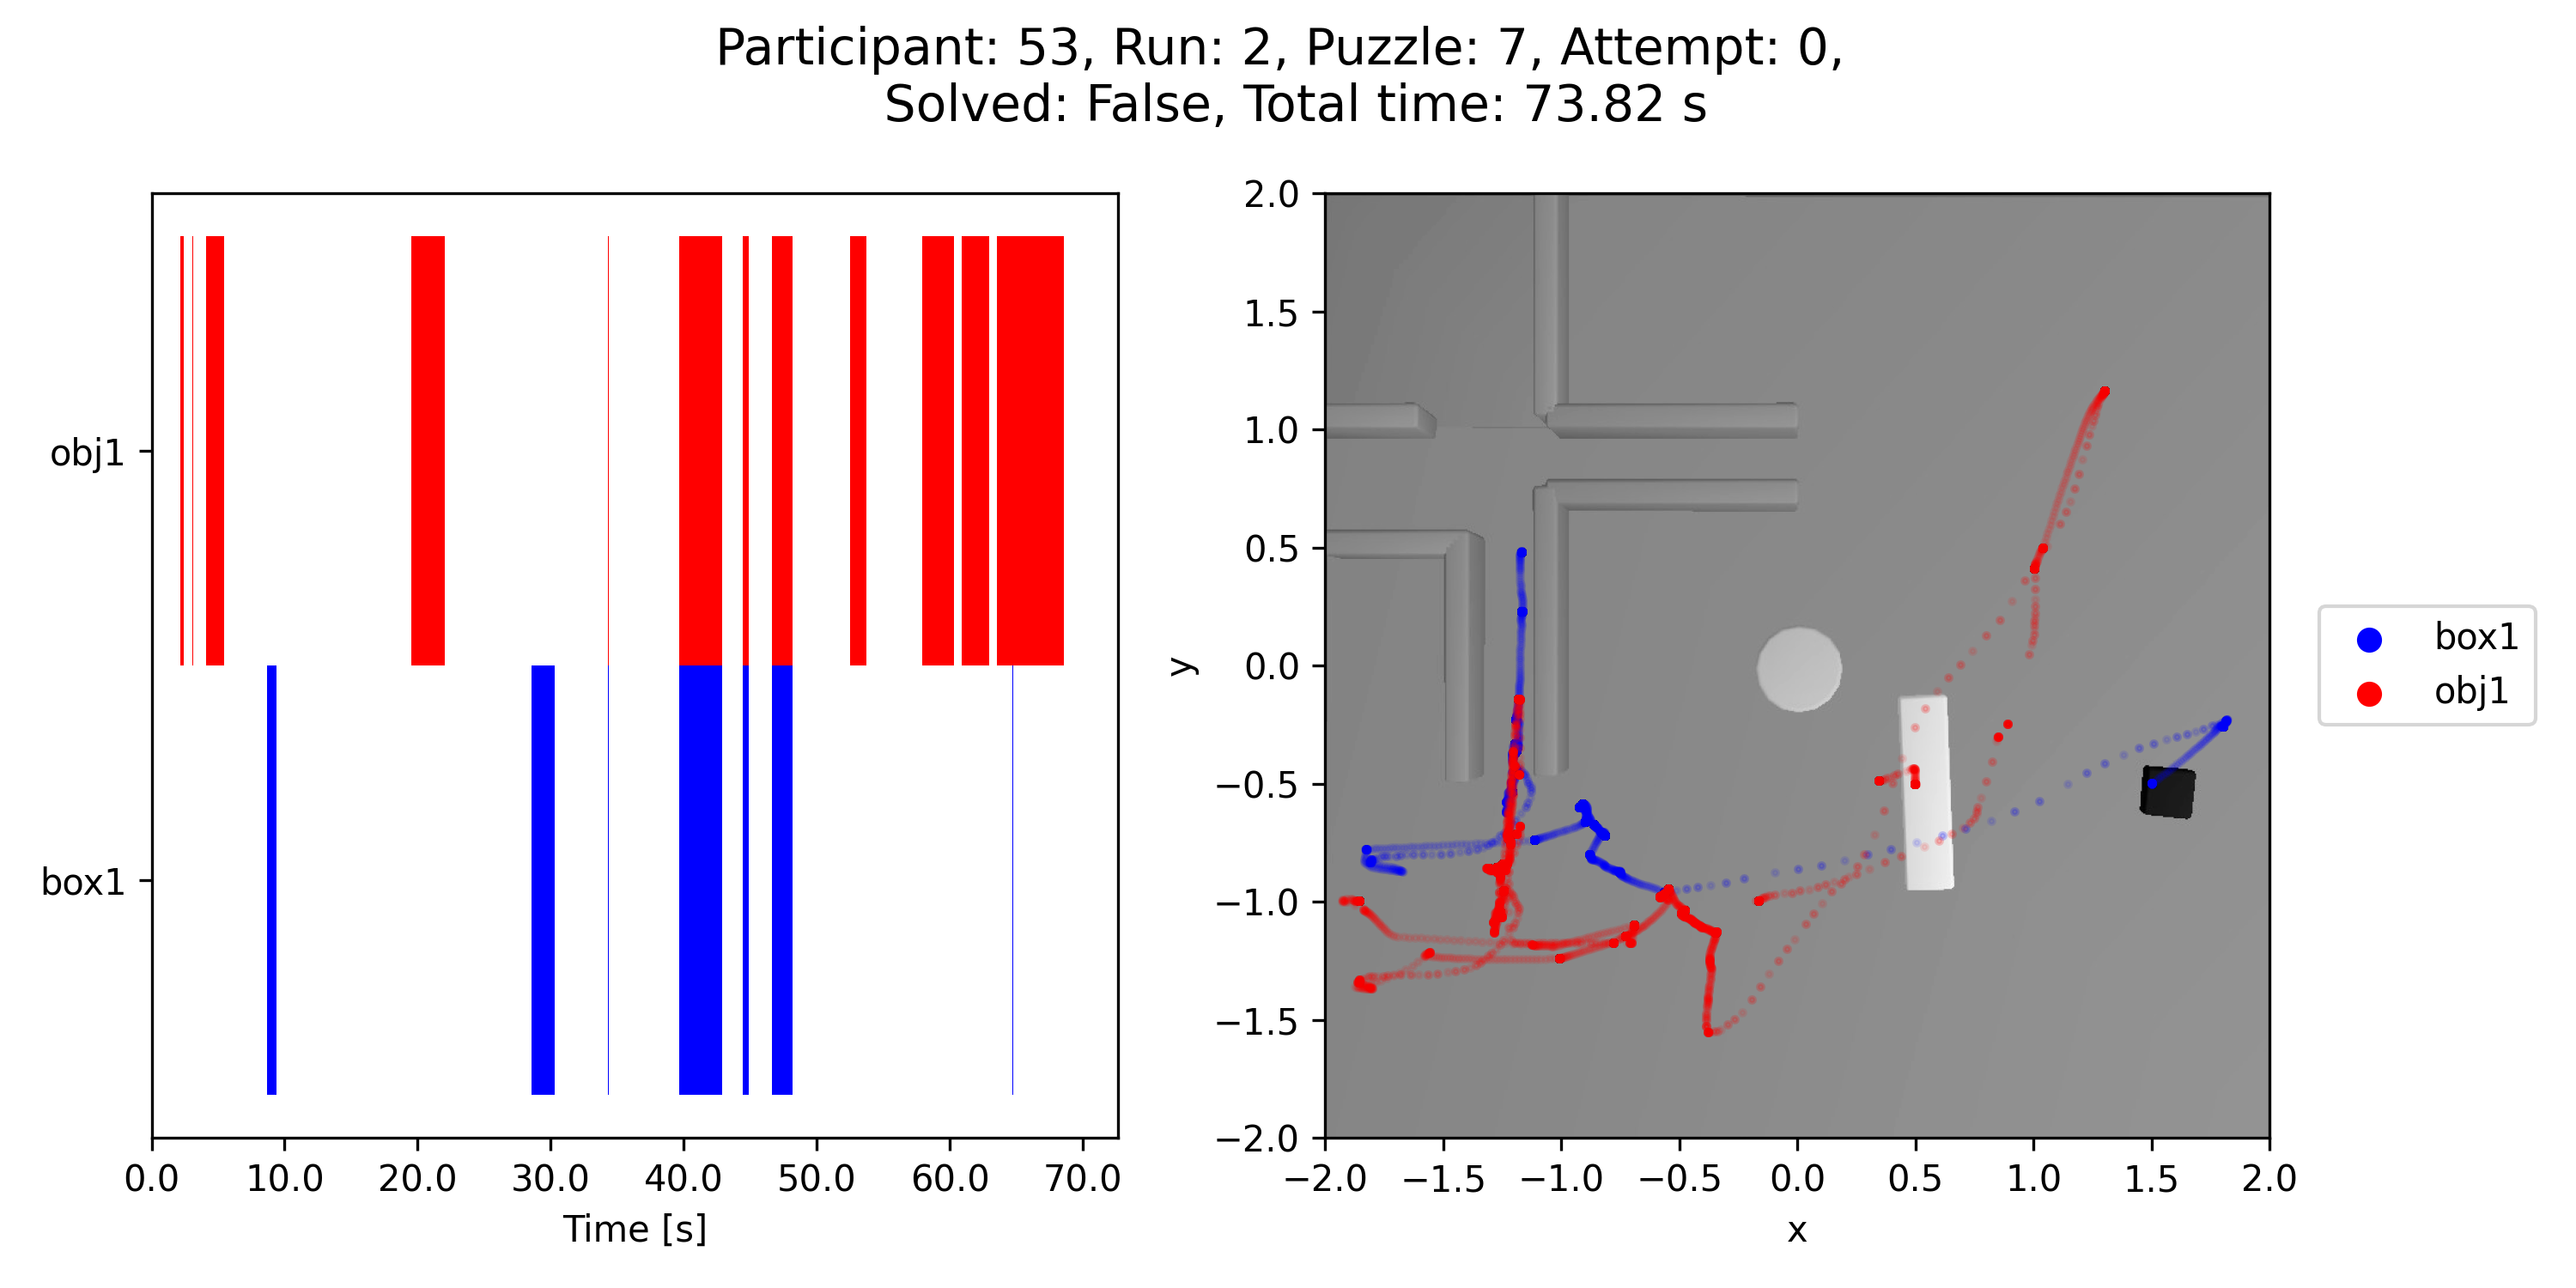 Participant: 53, Run: 2, Puzzle: 7, Attempt: 0,
Solved: False, Total time: 73.82 s
obj1
box1
0.0 10.0 20.0 30.0 40.0 50.0 60.0 70.0
Time [s]
2.0
1.5
1.0
0.5
0.0
−0.5
−1.0
−1.5
−2.0
y
−2.0 −1.5 −1.0 −0.5 0.0 0.5 1.0 1.5 2.0
x
box1
obj1